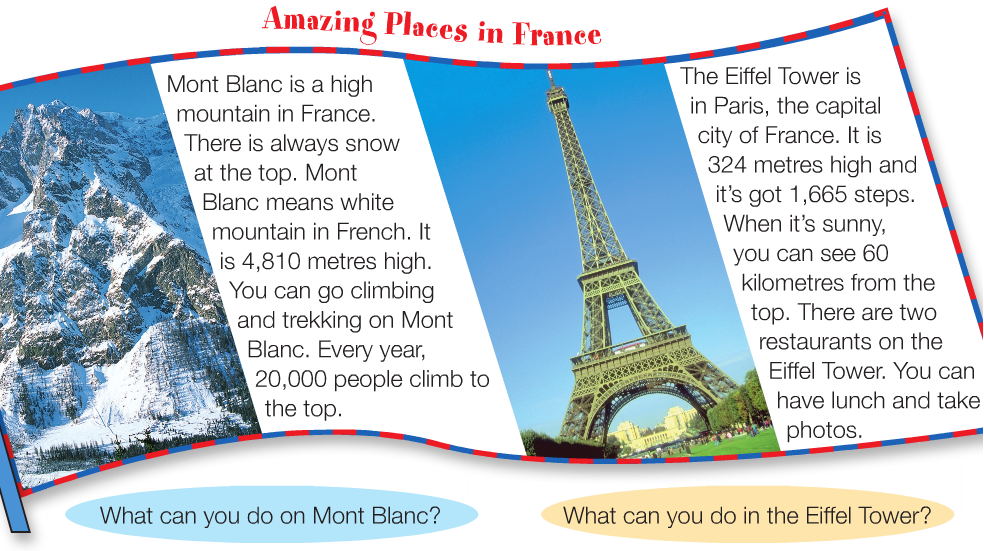 Amazing Places in France
Mont Blanc is a high
mountain in France.
There is always snow
at the top. Mont
Blanc means white
mountain in French. It
is 4,810 metres high.
You can go climbing
and trekking on Mont
Blanc. Every year,
20,000 people climb to
the top.
The Eiffel Tower is
in Paris, the capital
city of France. It is
324 metres high and
it's got 1,665 steps.
When it's sunny,
you can see 60
kilometres from the
top. There are two
restaurants on the
Eiffel Tower. You can
have lunch and take
photos.
What can you do on Mont Blanc?
What can you do in the Eiffel Tower?